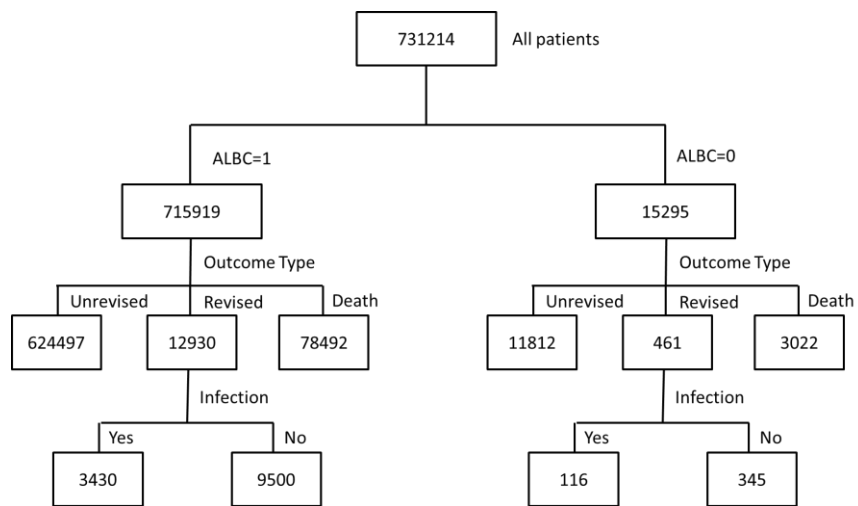 731214 All patients
ALBC=1 ALBC=0
715919 15295
Outcome Type Outcome Type
Unrevised Revised Death Unrevised Revised Death
624497 12930 78492 11812 461 3022
Infection Infection
Yes No Yes No
3430 9500 116 345